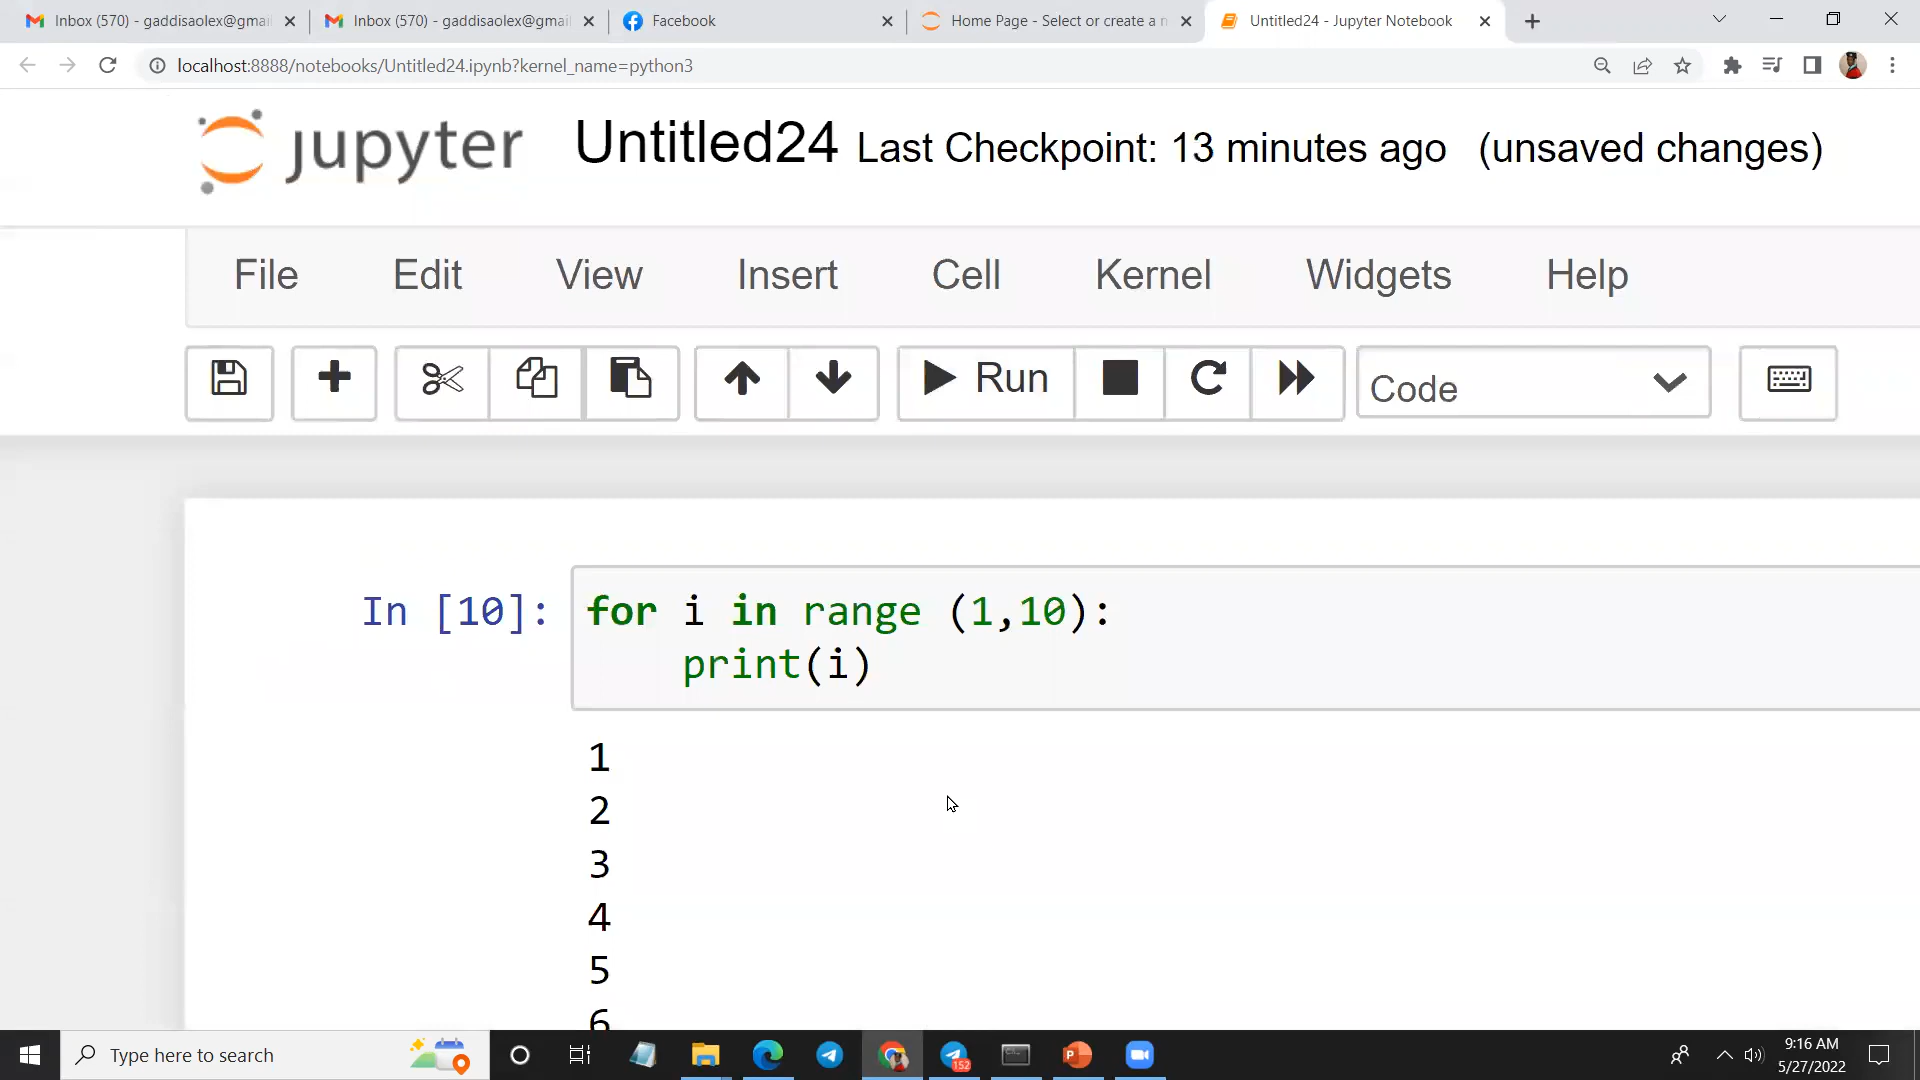 Inbox (570) - gaddisaolex@gmai
Inbox (570) - gaddisaolex@gmai
Facebook
Home Page - Select or create a n
Untitled24 - Jupyter Notebook
localhost:8888/notebooks/Untitled24.ipynb?kernel_name=python3
jupyter Untitled24 Last Checkpoint: 13 minutes ago (unsaved changes)
File Edit View Insert Cell Kernel Widgets Help
Run Code
In [10]: for i in range (1,10):
print(i)
1
2
3
4
5
6
Type here to search
152
9:16 AM
5/27/2022